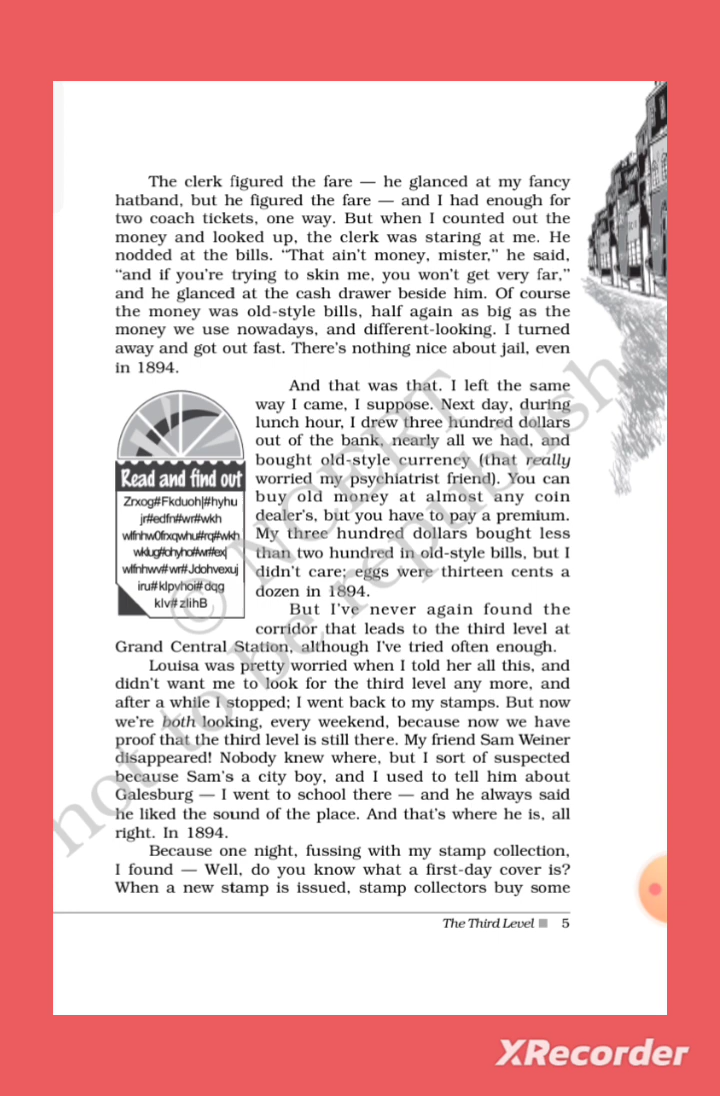 The clerk figured the fare — he glanced at my fancy
hatband, but he figured the fare — and I had enough for
two coach tickets, one way. But when I counted out the
money and looked up, the clerk was staring at me. He
nodded at the bills. “That ain’t money, mister,” he said,
“and if you’re trying to skin me, you won’t get very far,”
and he glanced at the cash drawer beside him. Of course
the money was old-style bills, half again as big as the
money we use nowadays, and different-looking. I turned
away and got out fast. There’s nothing nice about jail, even
in 1894.
And that was that. I left the same
way I came, I suppose. Next day, during
lunch hour, I drew three hundred dollars
out of the bank, nearly all we had, and
bought old-style currency (that really
worried my psychiatrist friend). You can
buy old money at almost any coin
dealer’s, but you have to pay a premium.
My three hundred dollars bought less
than two hundred in old-style bills, but I
didn’t care; eggs were thirteen cents a
dozen in 1894.
Read and find out
Zrxog#Fkduoh|#hyhu
jr#edfn#wr#wkh
wlfnhw0frxqwhu#rq#wkh
wklug#ohyho#wr#ex|
wlfnhwv#wr#Jdohvexuj
iru#klpvhoi#dqg
klv#zlihB
But I’ve never again found the
corridor that leads to the third level at
Grand Central Station, although I’ve tried often enough.
Louisa was pretty worried when I told her all this, and
didn’t want me to look for the third level any more, and
after a while I stopped; I went back to my stamps. But now
we’re both looking, every weekend, because now we have
proof that the third level is still there. My friend Sam Weiner
disappeared! Nobody knew where, but I sort of suspected
because Sam’s a city boy, and I used to tell him about
Galesburg — I went to school there — and he always said
he liked the sound of the place. And that’s where he is, all
right. In 1894.
Because one night, fussing with my stamp collection,
I found — Well, do you know what a first-day cover is?
When a new stamp is issued, stamp collectors buy some
The Third Level 5
© NCERT
not to be republish
XRecorder